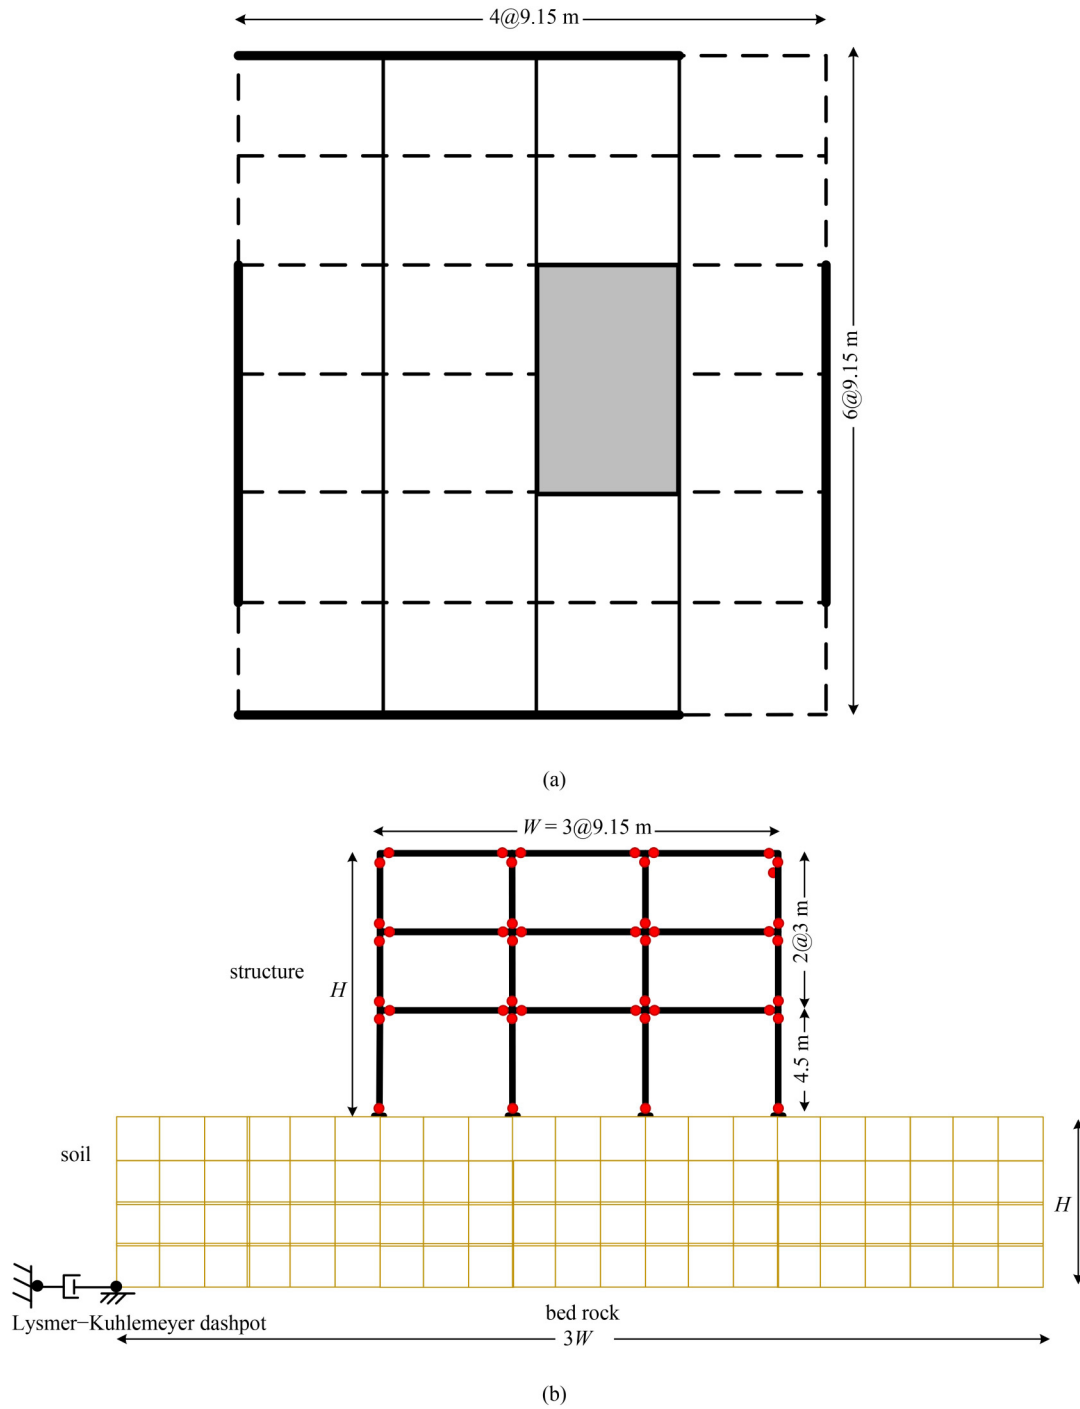 4@9.15 m
6@9.15 m
(a)
W = 3@9.15 m
structure
H
2@3 m
4.5 m
soil
H
bed rock
Lysmer−Kuhlemeyer dashpot
3W
(b)